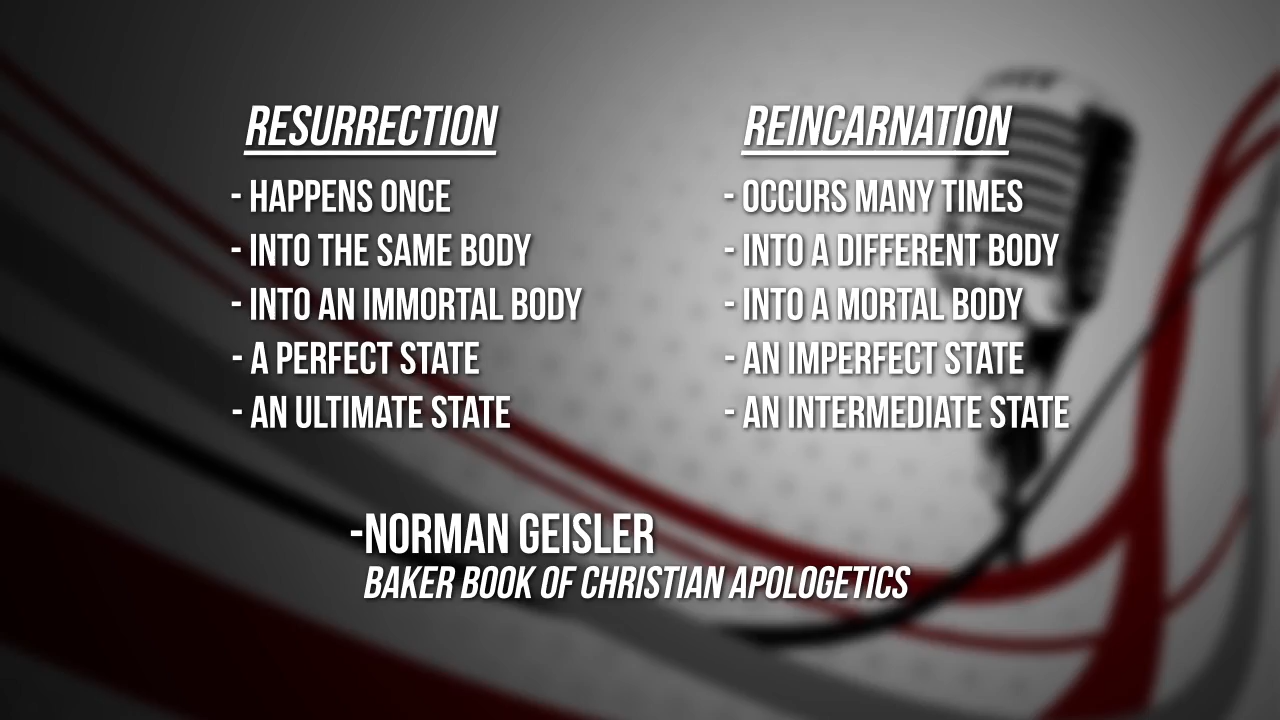 RESURRECTION
- HAPPENS ONCE
- INTO THE SAME BODY
- INTO AN IMMORTAL BODY
- A PERFECT STATE
- AN ULTIMATE STATE
REINCARNATION
- OCCURS MANY TIMES
- INTO A DIFFERENT BODY
- INTO A MORTAL BODY
- AN IMPERFECT STATE
- AN INTERMEDIATE STATE
-NORMAN GEISLER
BAKER BOOK OF CHRISTIAN APOLOGETICS